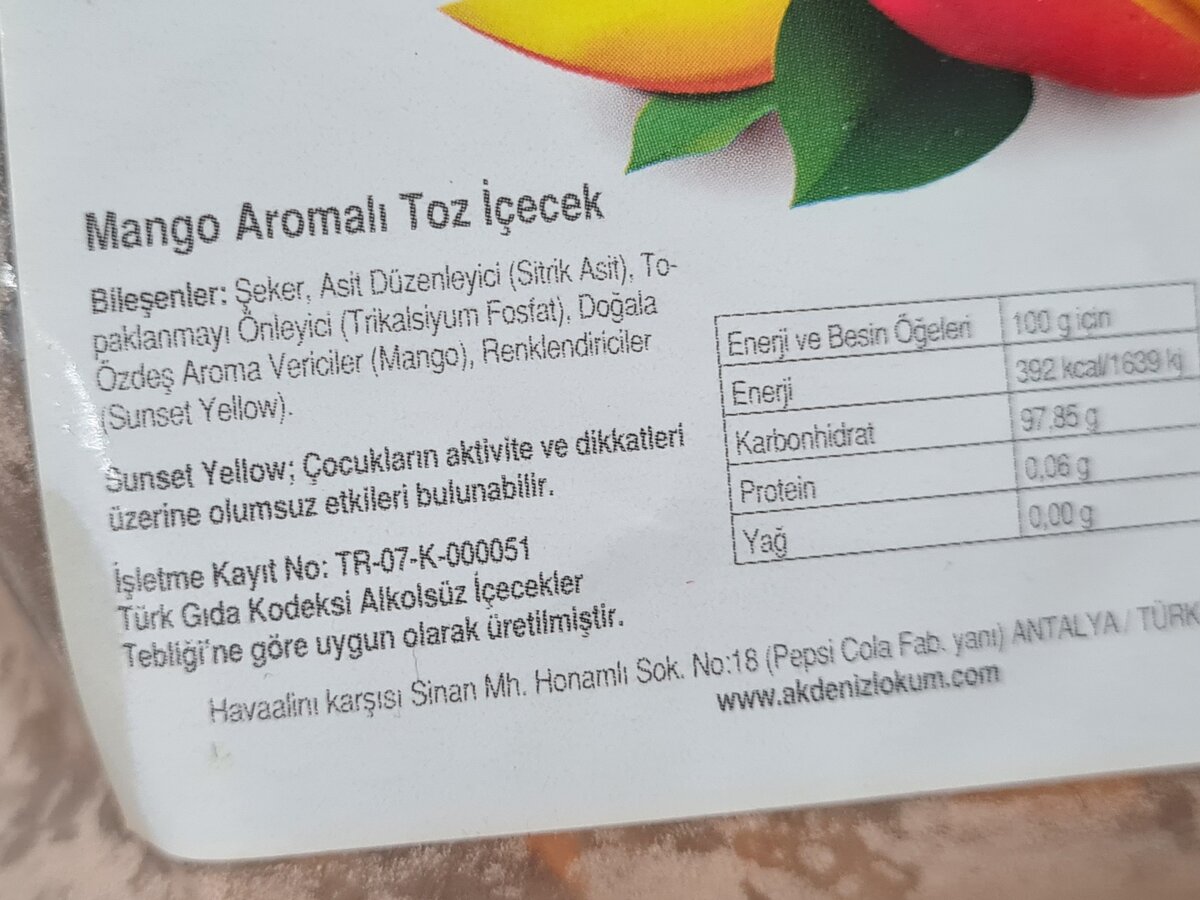 Mango Aromalı Toz İçecek
Bileşenler: Şeker, Asit Düzenleyici (Sitrik Asit), To-
paklanmayı Önleyici (Trikalsiyum Fosfat), Doğala
Özdeş Aroma Vericiler (Mango), Renklendiriciler
(Sunset Yellow).
Sunset Yellow; Çocukların aktivite ve dikkatleri
üzerine olumsuz etkileri bulunabilir.
İşletme Kayıt No: TR-07-K-000051
Türk Gıda Kodeksi Alkolsüz İçecekler
Tebliği'ne göre uygun olarak üretilmiştir.
Enerji ve Besin Öğeleri 100 g icin
Enerji 392 kcal/1639 kj
Karbonhidrat 97,85 g
Protein 0,06 g
Yağ 0,00 g
Havaalını karşısı Sinan Mh. Honamlı Sok. No:18 (Pepsi Cola Fab. yanı) ANTALYA / TÜRK
www.akdenizlokum.com